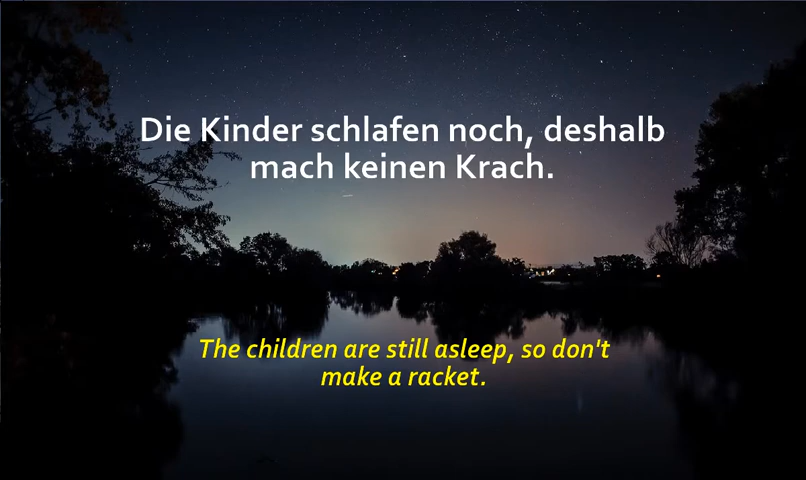 Die Kinder schlafen noch, deshalb
mach keinen Krach.
The children are still asleep, so don't
make a racket.